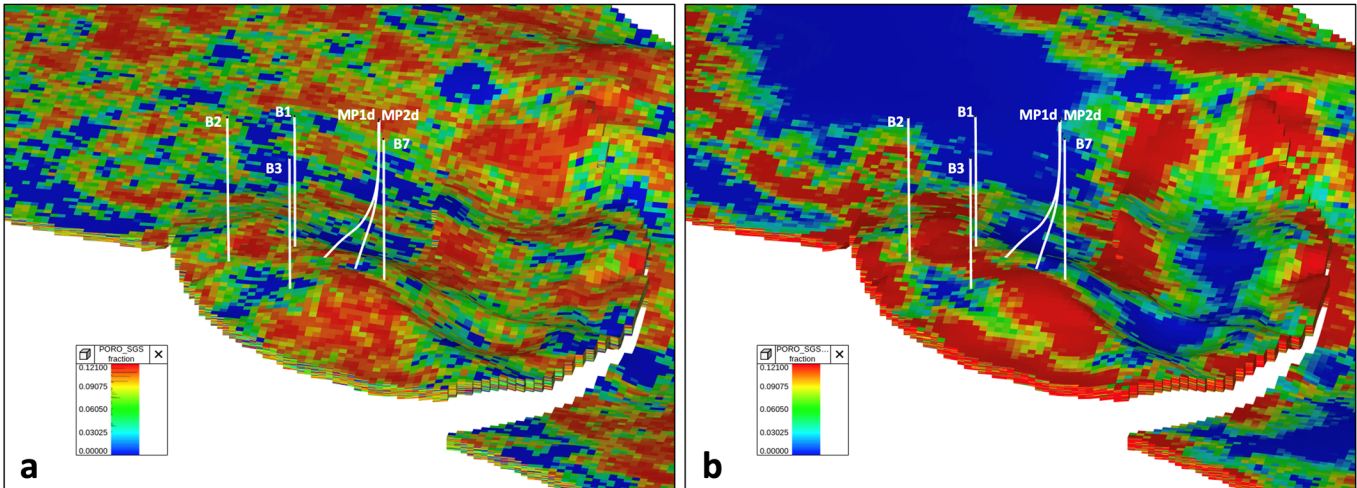 B2
B1
MP1d MP2d
B7
B3
PORO_SGS
fraction
0.12100
0.09075
0.06050
0.03025
0.00000
a
B2
B1
MP1d MP2d
B7
B3
PORO_SGS...
fraction
0.12100
0.09075
0.06050
0.03025
0.00000
b